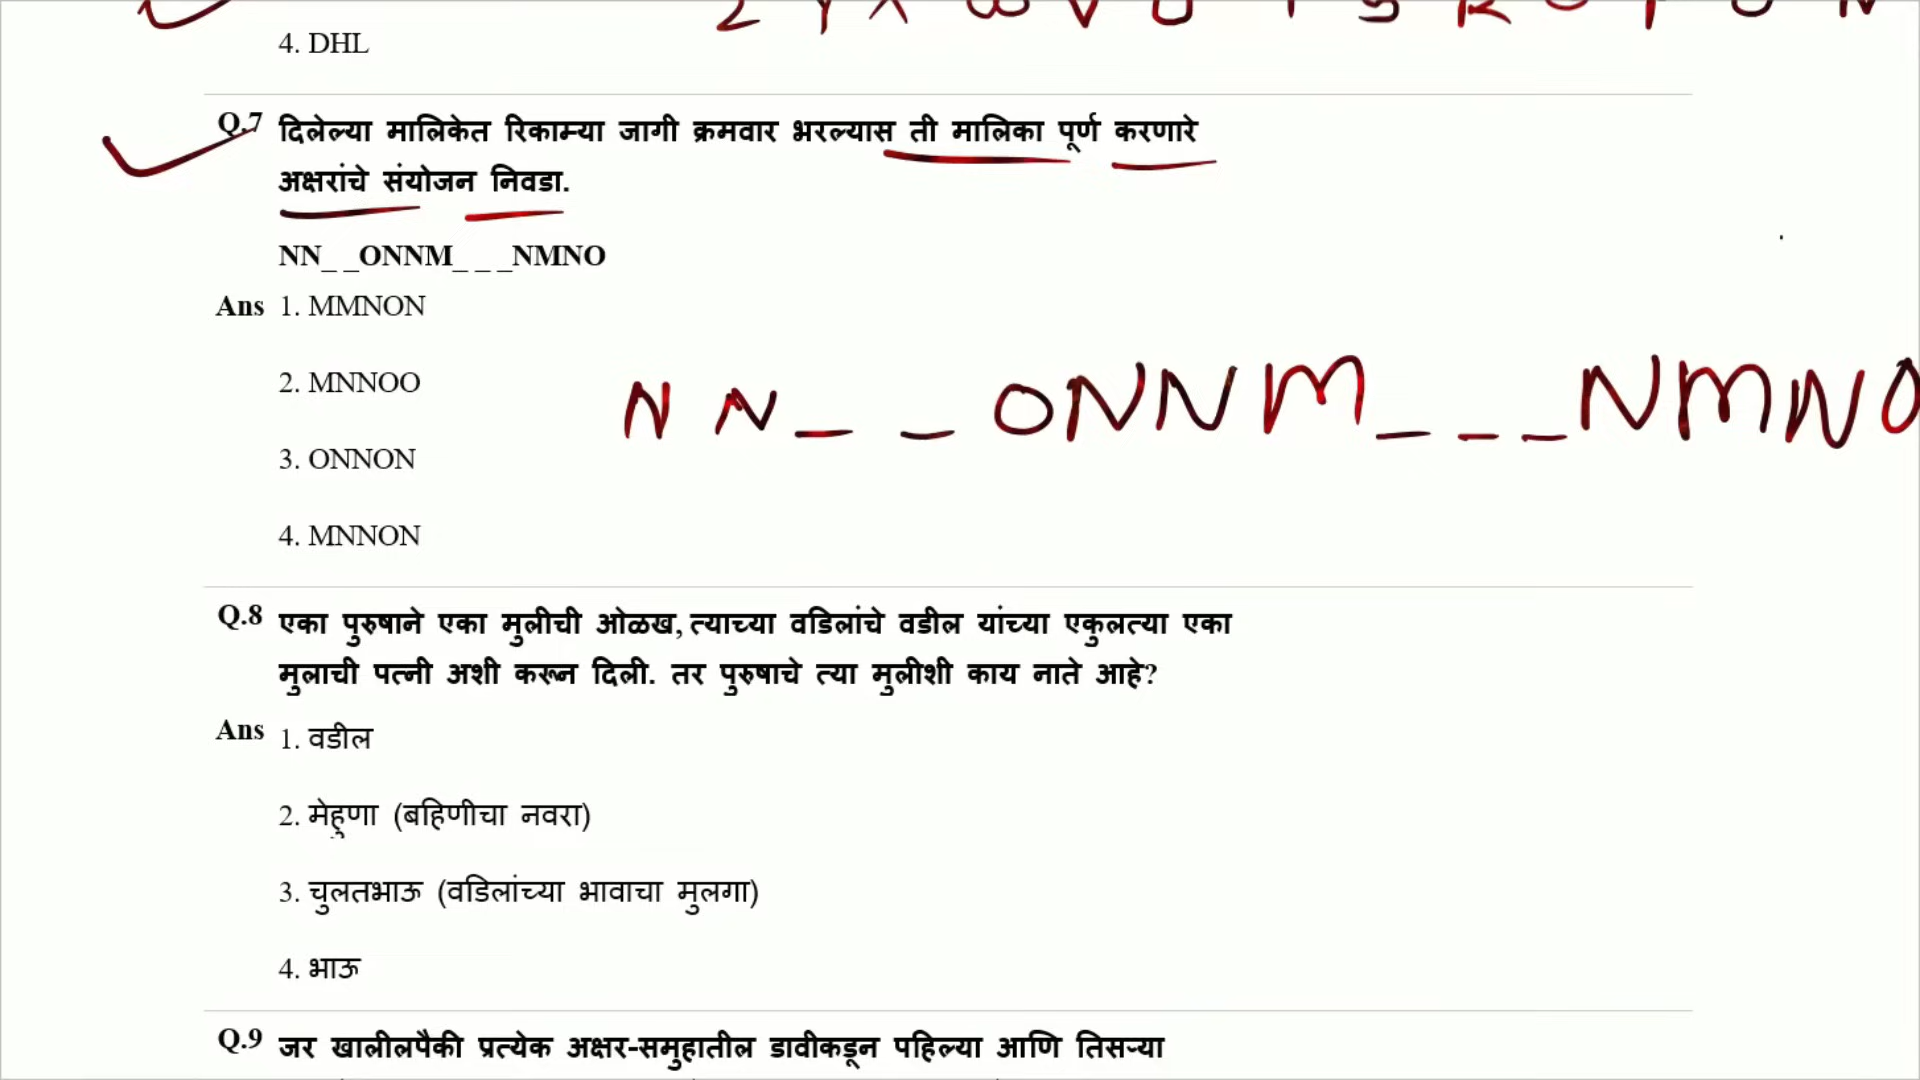 4. DHL
Q.7 दिलेल्या मालिकेत रिकाम्या जागी क्रमवार भरल्यास ती मालिका पूर्ण करणारे
अक्षरांचे संयोजन निवडा.
NN_ _ONNM_ _ _NMNO
Ans 1. MMNON
2. MNNOO
N N _ _ ONNM_ _ _NMNO
3. ONNON
4. MNNON
Q.8 एका पुरुषाने एका मुलीची ओळख, त्याच्या वडिलांचे वडील यांच्या एकुलत्या एका
मुलाची पत्नी अशी करून दिली. तर पुरुषाचे त्या मुलीशी काय नाते आहे?
Ans 1. वडील
2. मेहुणा (बहिणीचा नवरा)
3. चुलतभाऊ (वडिलांच्या भावाचा मुलगा)
4. भाऊ
Q.9 जर खालीलपैकी प्रत्येक अक्षर-समुहातील डावीकडून पहिल्या आणि तिसऱ्या